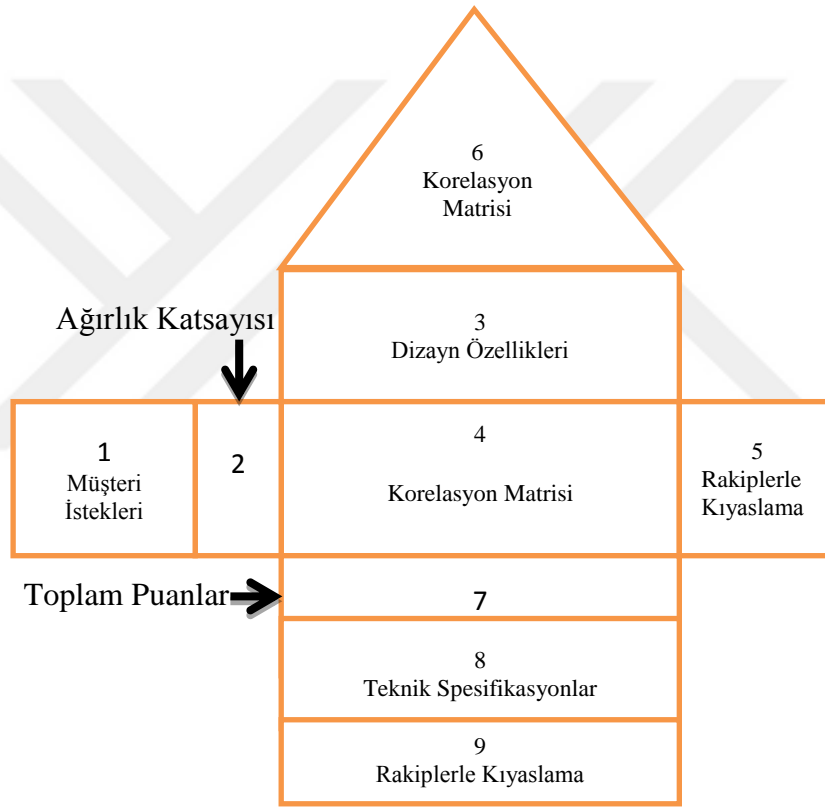 6
Korelasyon
Matrisi
Ağırlık Katsayısı
3
Dizayn Özellikleri
1
Müşteri
İstekleri
2
4
Korelasyon Matrisi
5
Rakiplerle
Kıyaslama
Toplam Puanlar
7
8
Teknik Spesifikasyonlar
9
Rakiplerle Kıyaslama